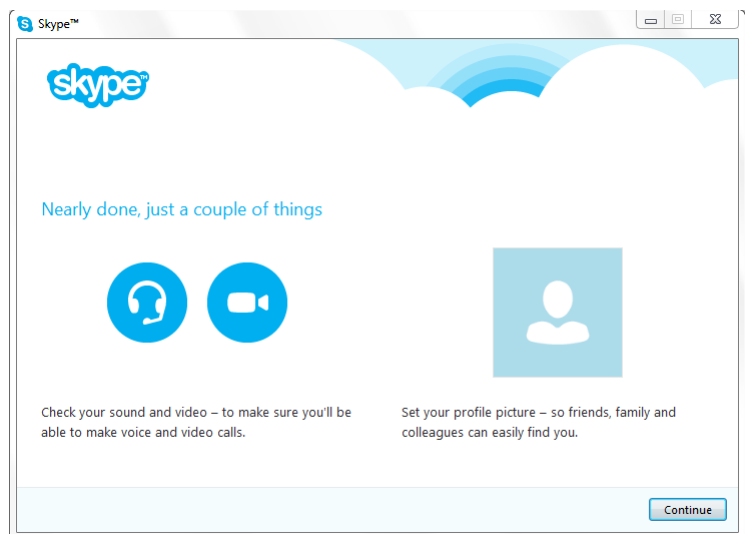 Skype™
skype™
Nearly done, just a couple of things
Check your sound and video – to make sure you'll be
able to make voice and video calls.
Set your profile picture – so friends, family and
colleagues can easily find you.
Continue